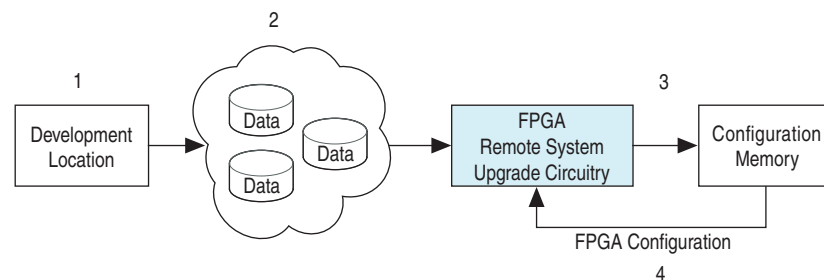 1
2
3
Development
Location
Data
Data
Data
FPGA
Remote System
Upgrade Circuitry
Configuration
Memory
FPGA Configuration
4